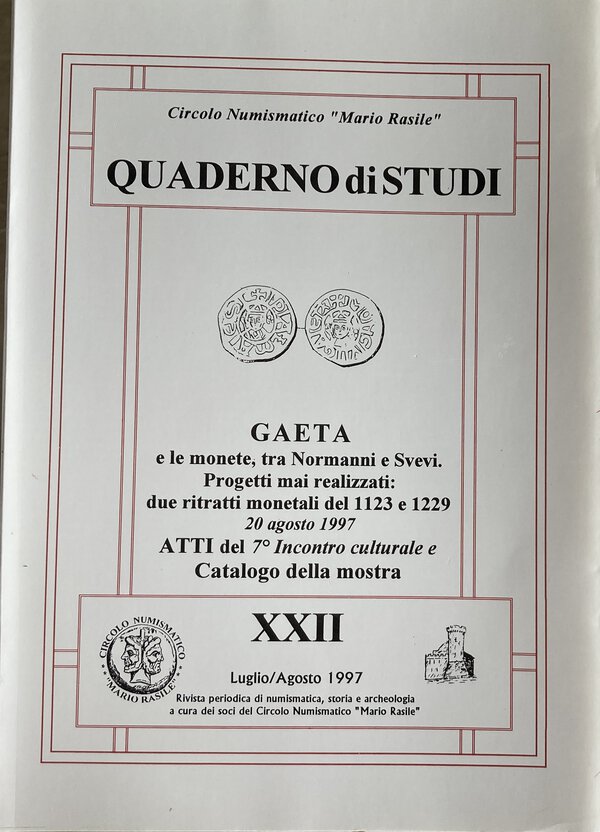 Circolo Numismatico "Mario Rasile"
QUADERNO di STUDI
GAETA
e le monete, tra Normanni e Svevi.
Progetti mai realizzati:
due ritratti monetali del 1123 e 1229
20 agosto 1997
ATTI del 7° Incontro culturale e
Catalogo della mostra
XXII
CIRCOLO NUMISMATICO
"MARIO RASILE"
Luglio/Agosto 1997
Rivista periodica di numismatica, storia e archeologia
a cura dei soci del Circolo Numismatico "Mario Rasile"